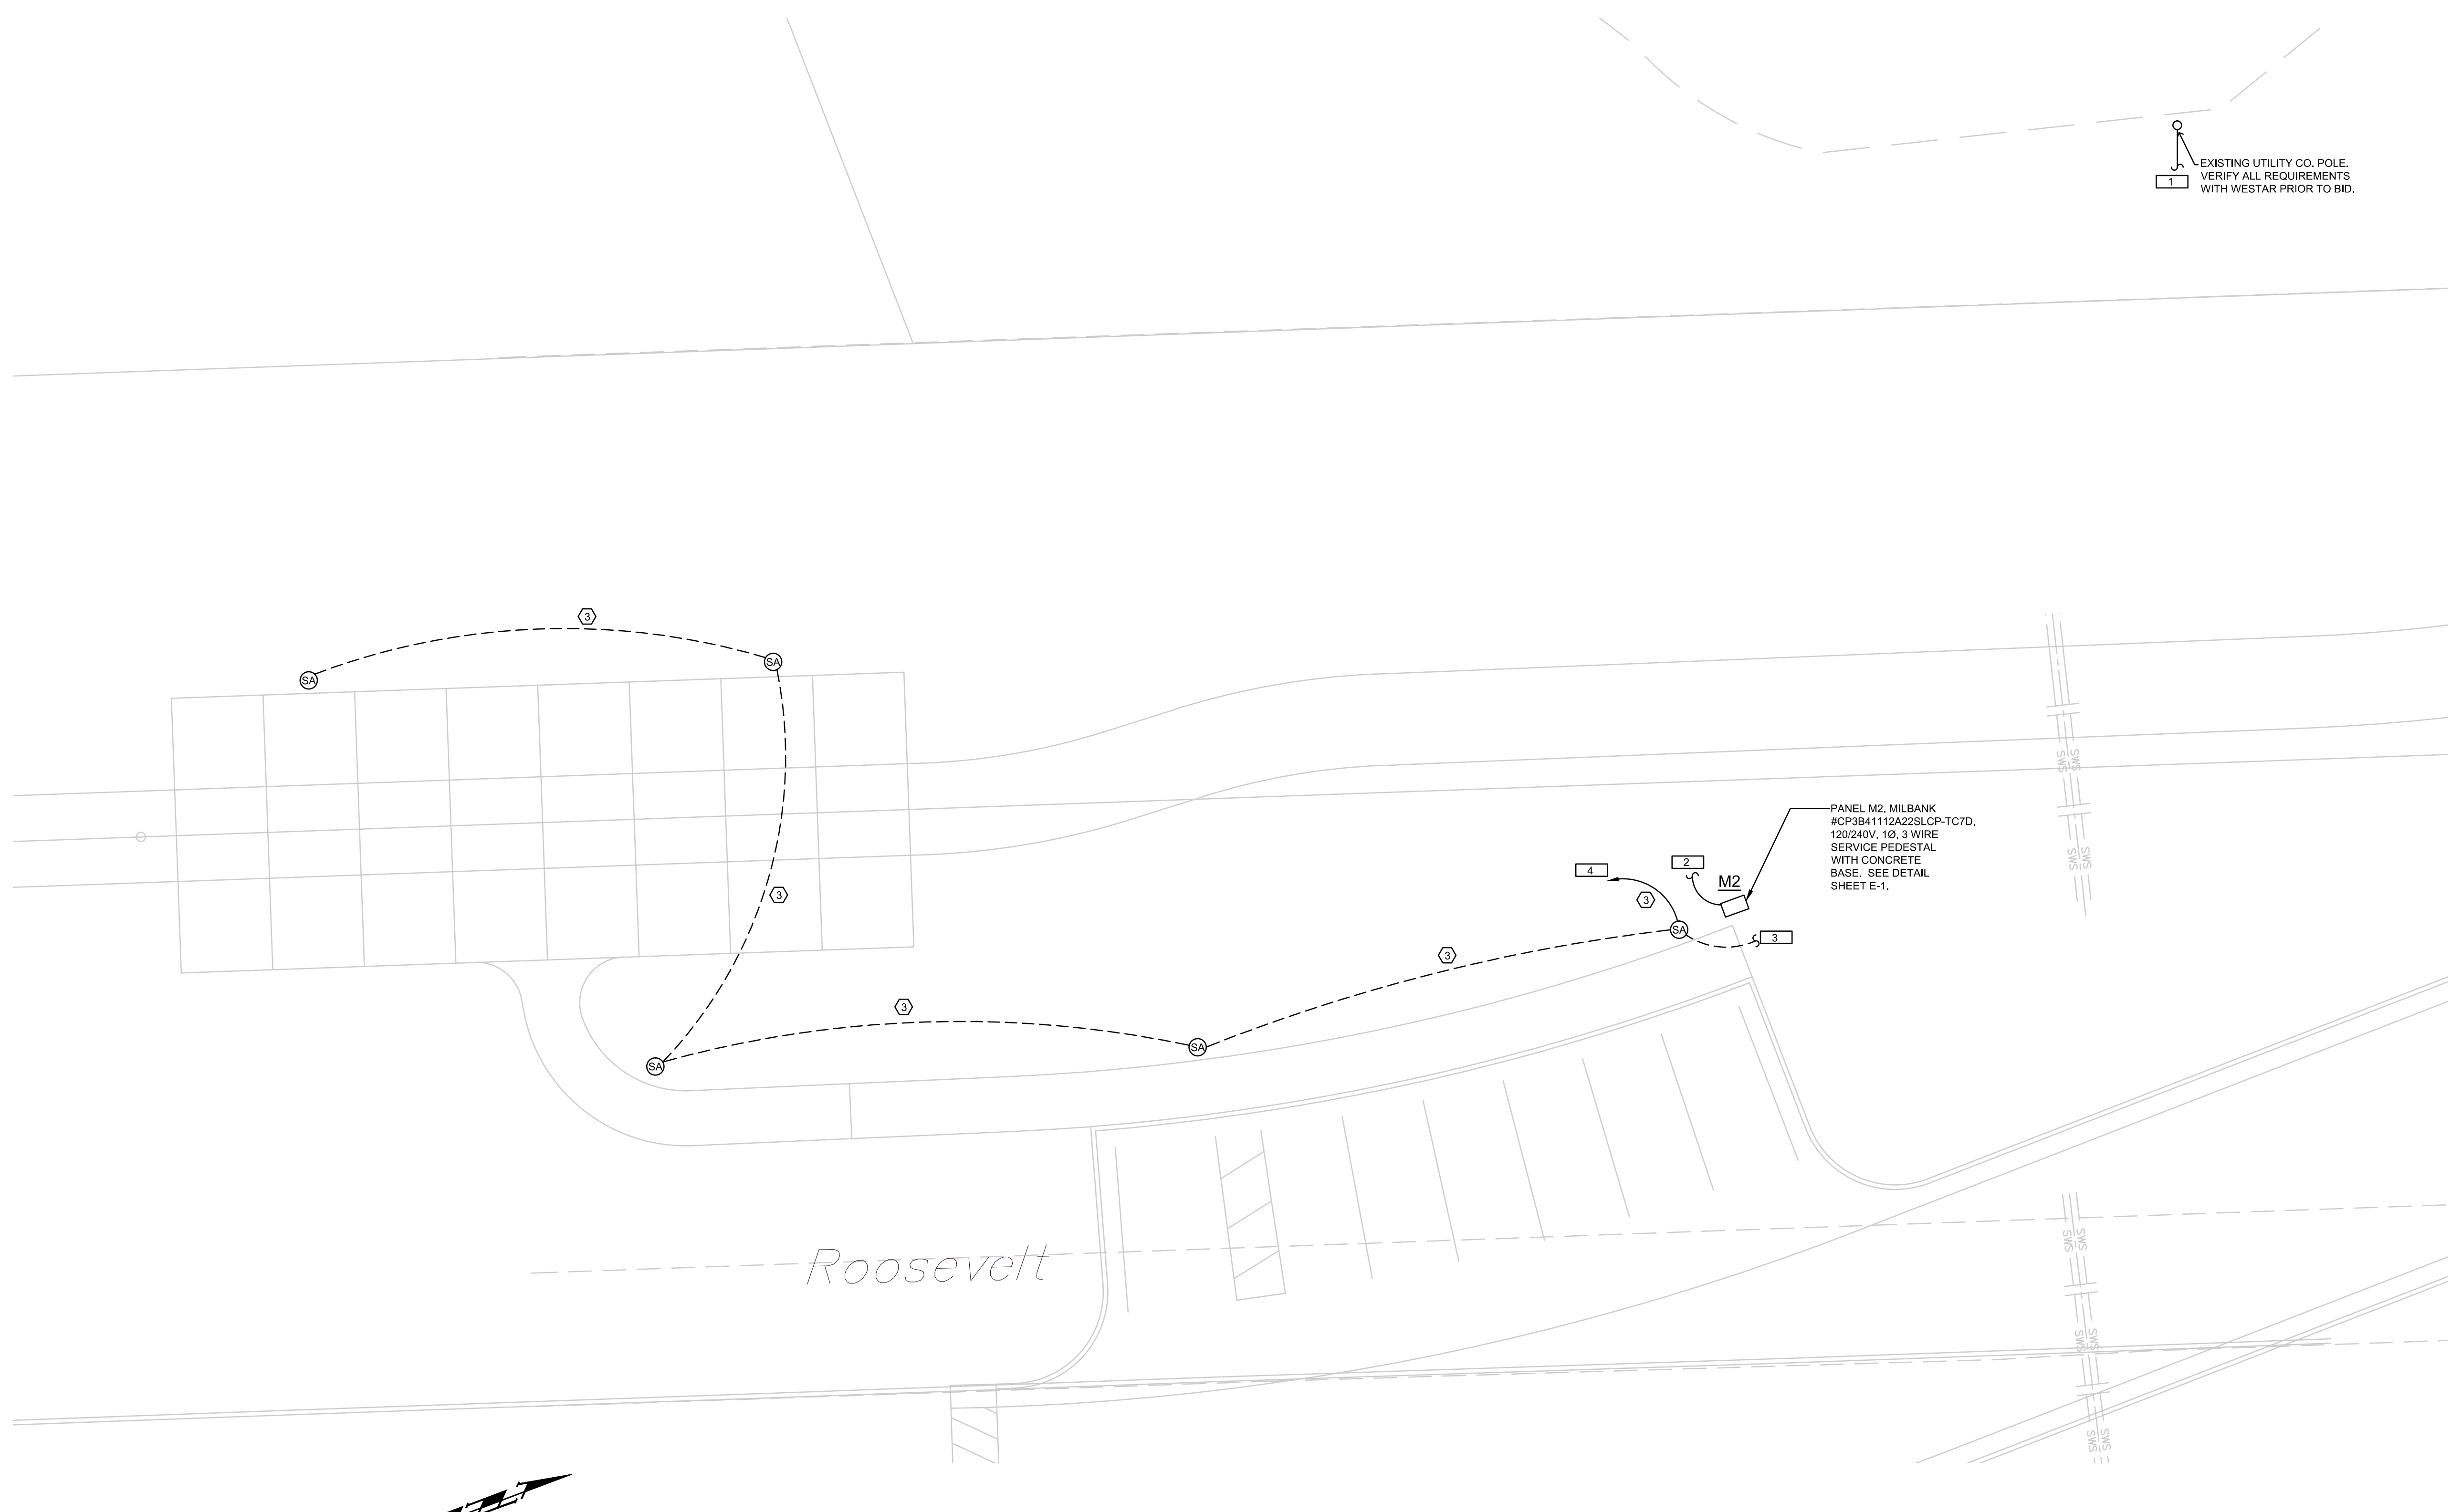 EXISTING UTILITY CO. POLE.
VERIFY ALL REQUIREMENTS
WITH WESTAR PRIOR TO BID.
1
3
SA
SA
SWS SWS
PANEL M2, MILBANK
#CP3B41112A22SLCP-TC7D,
120/240V, 1Ø, 3 WIRE
SERVICE PEDESTAL
WITH CONCRETE
BASE. SEE DETAIL
SHEET E-1.
SWS SWS
2
4
M2
3
3
SA
3
3
3
SA
SA
SWS SWS
Roosevelt
SWS SWS
SWS SWS